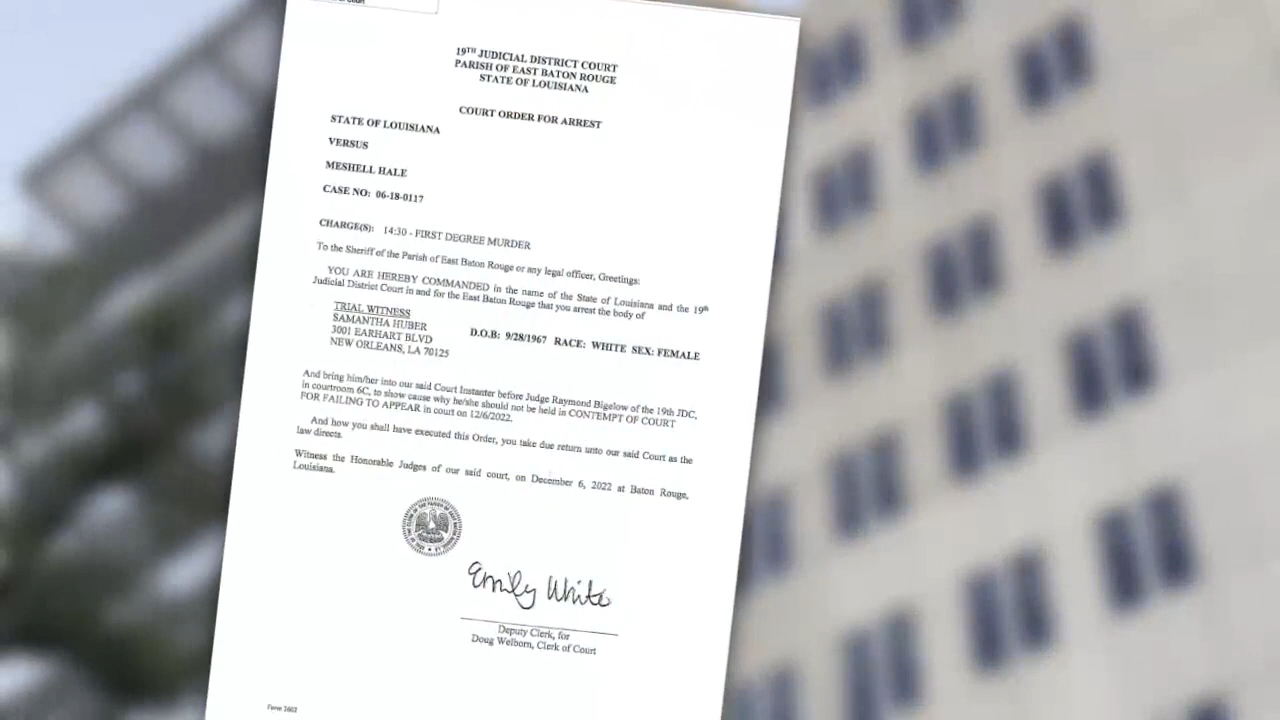 19TH JUDICIAL DISTRICT COURT
PARISH OF EAST BATON ROUGE
STATE OF LOUISIANA
COURT ORDER FOR ARREST
STATE OF LOUISIANA
VERSUS
MESHELL HALE
CASE NO: 06-18-0117
CHARGE(S): 14:30 - FIRST DEGREE MURDER
To the Sheriff of the Parish of East Baton Rouge or any legal officer, Greetings:
YOU ARE HEREBY COMMANDED in the name of the State of Louisiana and the 19th
Judicial District Court in and for the East Baton Rouge that you arrest the body of
TRIAL WITNESS
SAMANTHA HUBER
3001 EARHART BLVD
NEW ORLEANS, LA 70125
D.O.B: 9/28/1967 RACE: WHITE SEX: FEMALE
And bring him/her into our said Court Instanter before Judge Raymond Bigelow of the 19th JDC,
in courtroom 6C, to show cause why he/she should not be held in CONTEMPT OF COURT
FOR FAILING TO APPEAR in court on 12/6/2022.
And how you shall have executed this Order, you take due return unto our said Court as the
law directs.
Witness the Honorable Judges of our said court, on December 6, 2022 at Baton Rouge,
Louisiana.
Emily White
Deputy Clerk, for
Doug Welborn, Clerk of Court